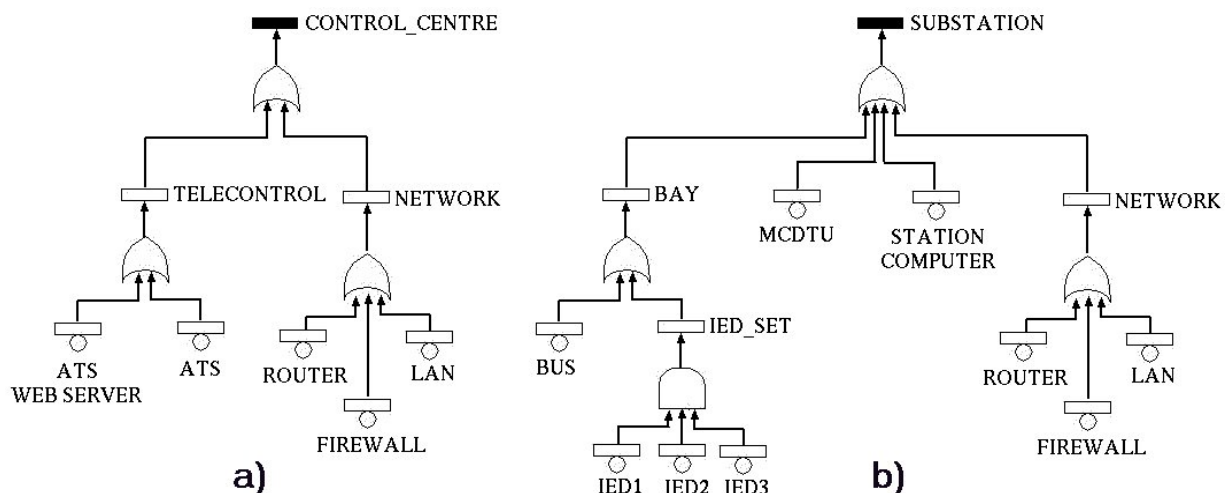 CONTROL_CENTRE
TELECONTROL
NETWORK
ATS
WEB SERVER
ATS
ROUTER
LAN
FIREWALL
a)
SUBSTATION
BAY
MCDTU
STATION
COMPUTER
NETWORK
BUS
IED_SET
ROUTER
LAN
FIREWALL
IED1
IED2
IED3
b)